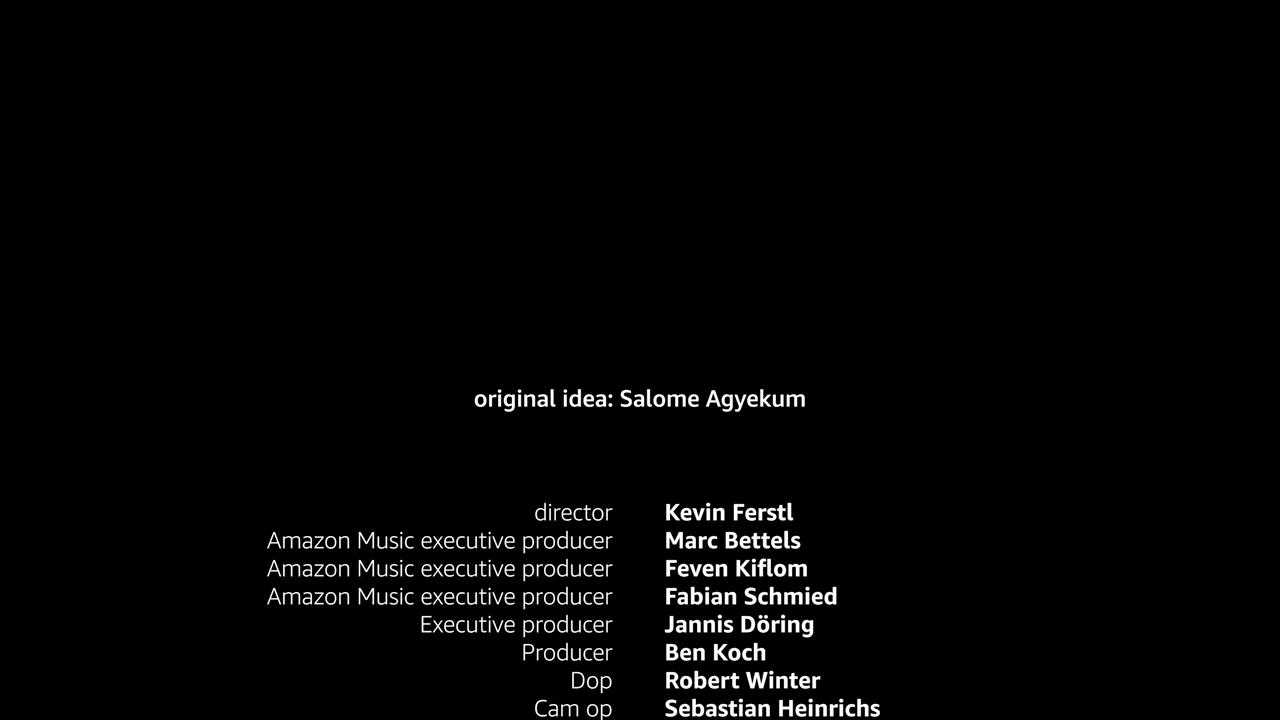 original idea: Salome Agyekum
director Kevin Ferstl
Amazon Music executive producer Marc Bettels
Amazon Music executive producer Feven Kiflom
Amazon Music executive producer Fabian Schmied
Executive producer Jannis Döring
Producer Ben Koch
Dop Robert Winter
Cam op Sebastian Heinrichs